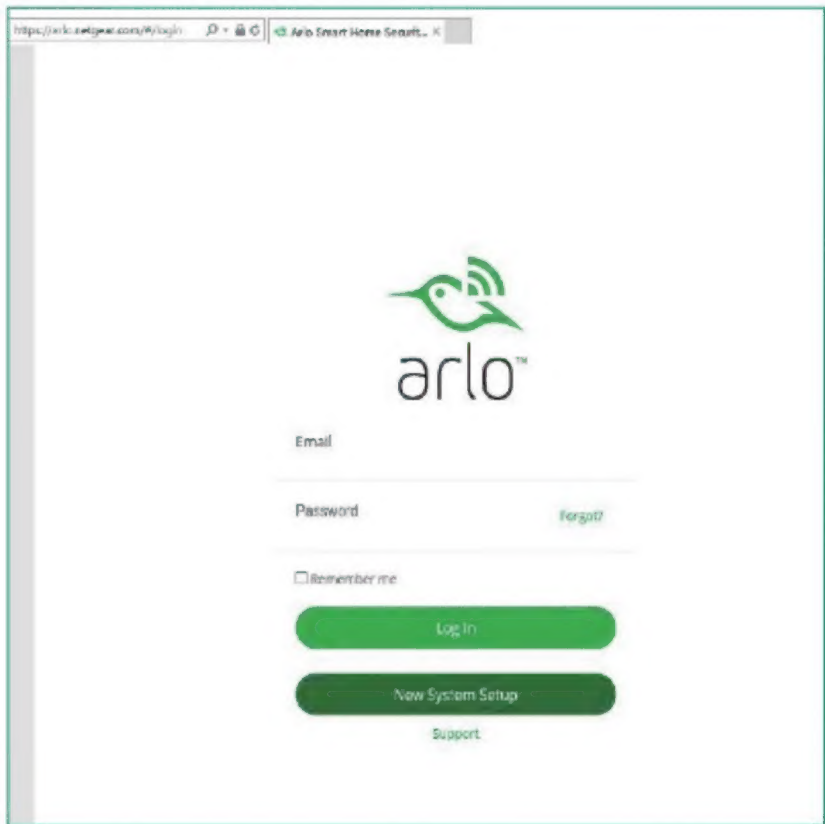 https://arlo.netgear.com/#/login
Arlo Smart Home Securit... ×
arlo™
Email
Password
Forgot?
Remember me
Log In
New System Setup
Support